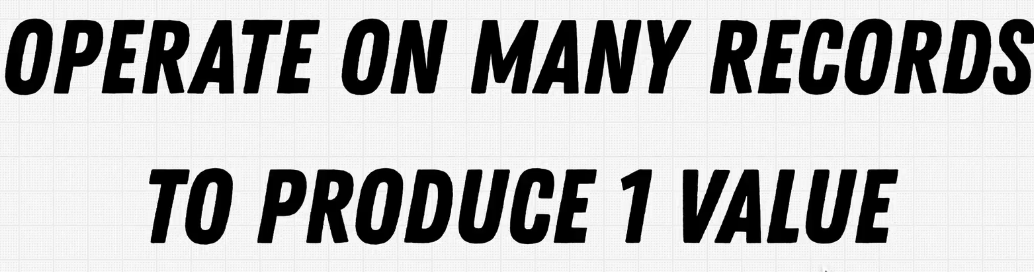 OPERATE ON MANY RECORDS
TO PRODUCE 1 VALUE